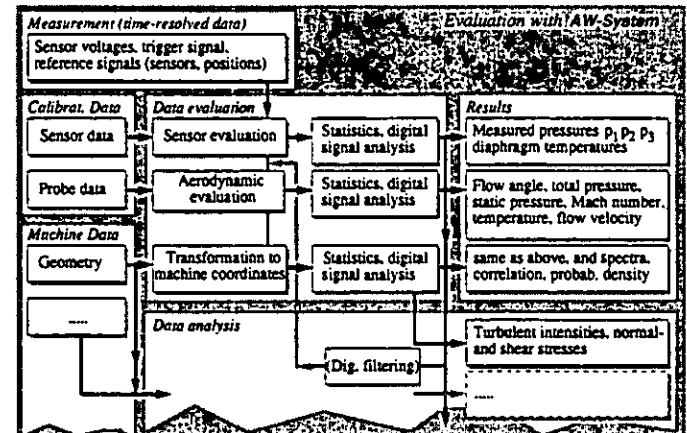 Measurement (time-resolved data)
Sensor voltages, trigger signal,
reference signals (sensors, positions)
Evaluation with AW-System
Calibrat. Data
Data evaluation
Results
Sensor data
Sensor evaluation
Statistics, digital
signal analysis
Measured pressures p1 p2 p3
diaphragm temperatures
Probe data
Aerodynamic
evaluation
Statistics, digital
signal analysis
Flow angle, total pressure,
static pressure, Mach number,
temperature, flow velocity
Machine Data
Geometry
Transformation to
machine coordinates
Statistics, digital
signal analysis
same as above, and spectra,
correlation, probab. density
.....
Data analysis
Turbulent intensities, normal-
and shear stresses
(Dig. filtering)
.....